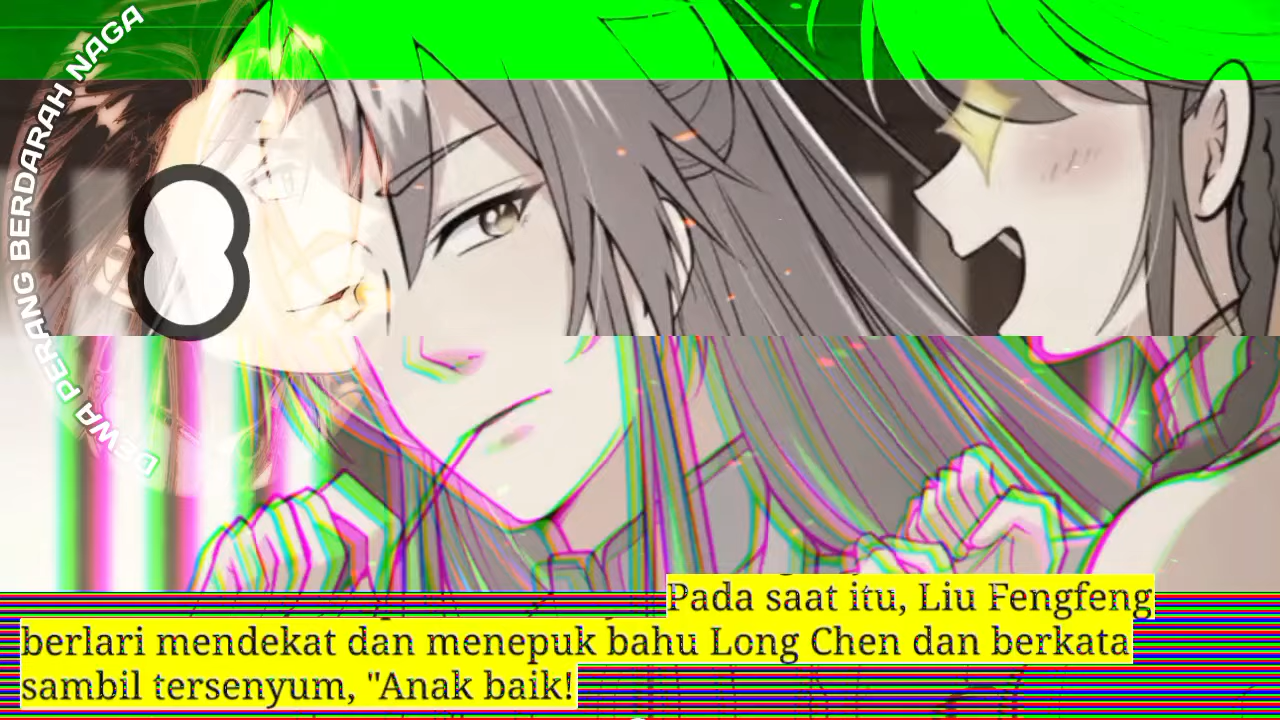 DEWA PERANG BERDARAH NAGA
8
Pada saat itu, Liu Fengfeng
berlari mendekat dan menepuk bahu Long Chen dan berkata
sambil tersenyum, "Anak baik!